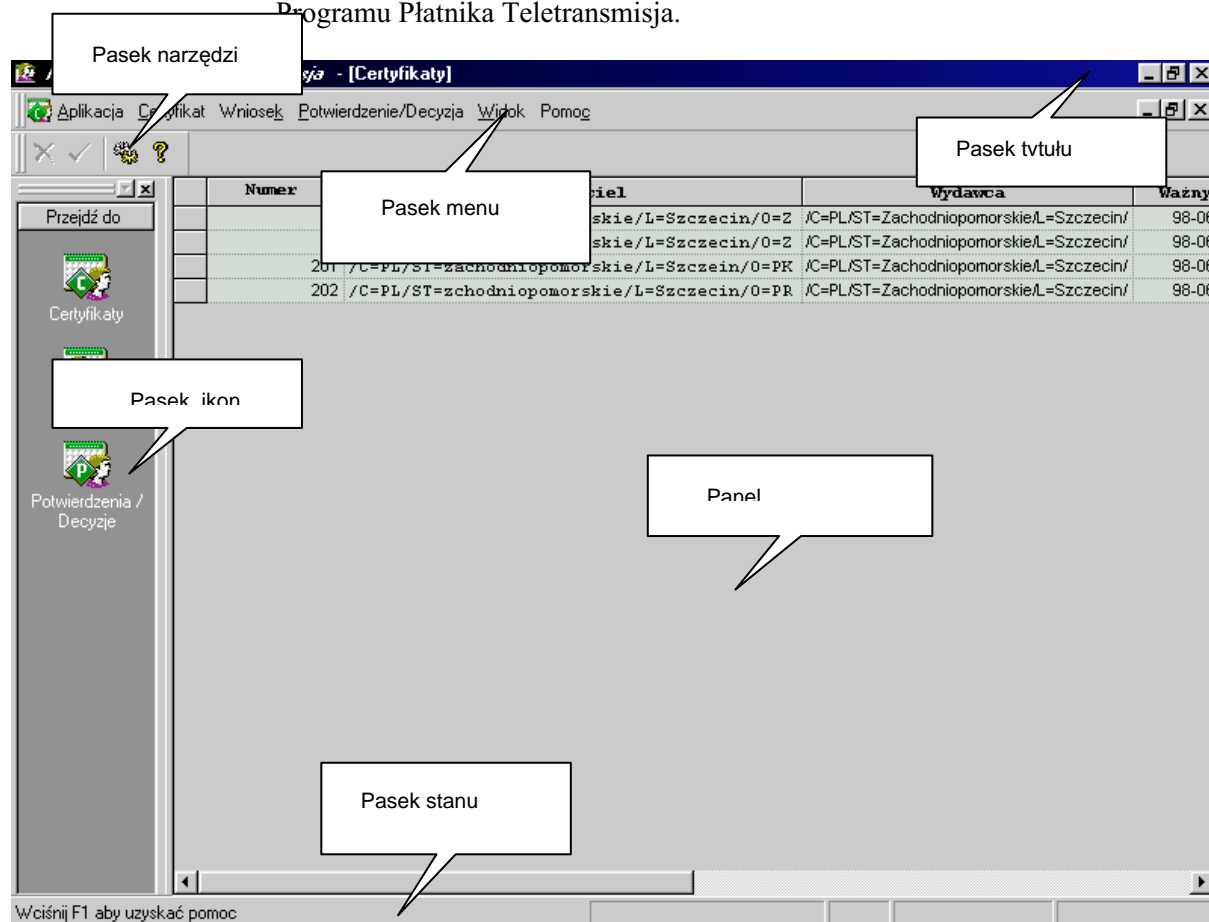 Programu Płatnika Teletransmisja.
Pasek narzędzi
- [Certyfikaty]
Aplikacja Certyfikat Wniosek Potwierdzenie/Decyzja Widok Pomoc
Pasek tytułu
Przejdź do
Numer Wydawca Ważny
Pasek menu
skie/L=Szczecin/O=Z /C=PL/ST=Zachodniopomorskie/L=Szczecin/ 98-06
skie/L=Szczecin/O=Z /C=PL/ST=Zachodniopomorskie/L=Szczecin/ 98-06
201 /C=PL/ST=zachodniopomorskie/L=Szczein/O=PK /C=PL/ST=Zachodniopomorskie/L=Szczecin/ 98-06
202 /C=PL/ST=zchodniopomorskie/L=Szczecin/O=PR /C=PL/ST=Zachodniopomorskie/L=Szczecin/ 98-06
Certyfikaty
Pasek ikon
Potwierdzenia /
Decyzje
Panel
Pasek stanu
Wciśnij F1 aby uzyskać pomoc